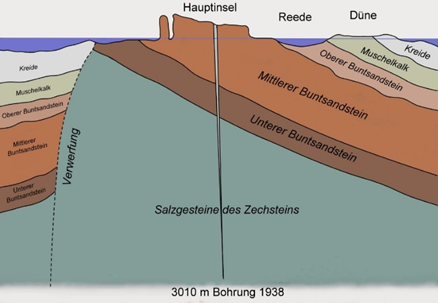 Hauptinsel
Reede
Düne
Kreide
Muschelkalk
Oberer Buntsandstein
Mittlerer
Buntsandstein
Unterer
Buntsandstein
Verwerfung
Kreide
Muschelkalk
Oberer Buntsandstein
Mittlerer Buntsandstein
Unterer Buntsandstein
Salzgesteine des Zechsteins
3010 m Bohrung 1938